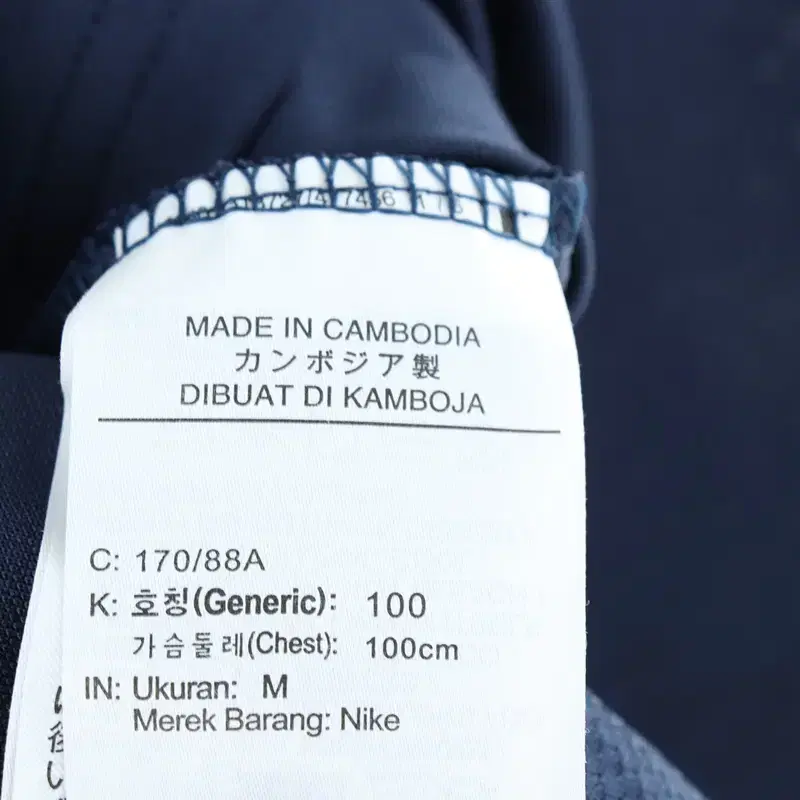 MADE IN CAMBODIA
カンボジア製
DIBUAT DI KAMBOJA
C: 170/88A
K: 호칭(Generic): 100
가슴둘레(Chest): 100cm
IN: Ukuran: M
Merek Barang: Nike